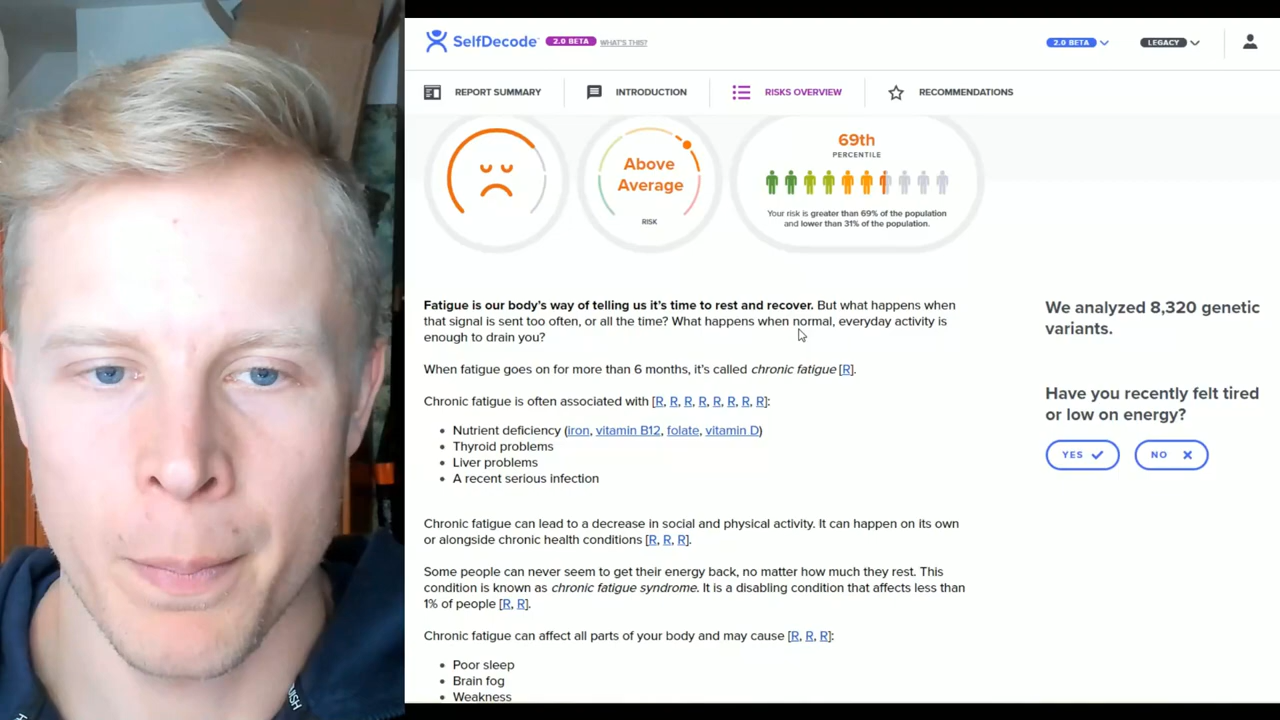 SelfDecode 2.0 BETA WHAT'S THIS?
2.0 BETA LEGACY
REPORT SUMMARY INTRODUCTION RISKS OVERVIEW RECOMMENDATIONS
Above
Average
RISK
69th
PERCENTILE
Your risk is greater than 69% of the population
and lower than 31% of the population.
Fatigue is our body's way of telling us it's time to rest and recover. But what happens when
that signal is sent too often, or all the time? What happens when normal, everyday activity is
enough to drain you?
When fatigue goes on for more than 6 months, it's called chronic fatigue [R].
Chronic fatigue is often associated with [R, R, R, R, R, R, R, R]:
• Nutrient deficiency (iron, vitamin B12, folate, vitamin D)
• Thyroid problems
• Liver problems
• A recent serious infection
Chronic fatigue can lead to a decrease in social and physical activity. It can happen on its own
or alongside chronic health conditions [R, R, R].
Some people can never seem to get their energy back, no matter how much they rest. This
condition is known as chronic fatigue syndrome. It is a disabling condition that affects less than
1% of people [R, R].
Chronic fatigue can affect all parts of your body and may cause [R, R, R]:
• Poor sleep
• Brain fog
• Weakness
We analyzed 8,320 genetic
variants.
Have you recently felt tired
or low on energy?
YES NO